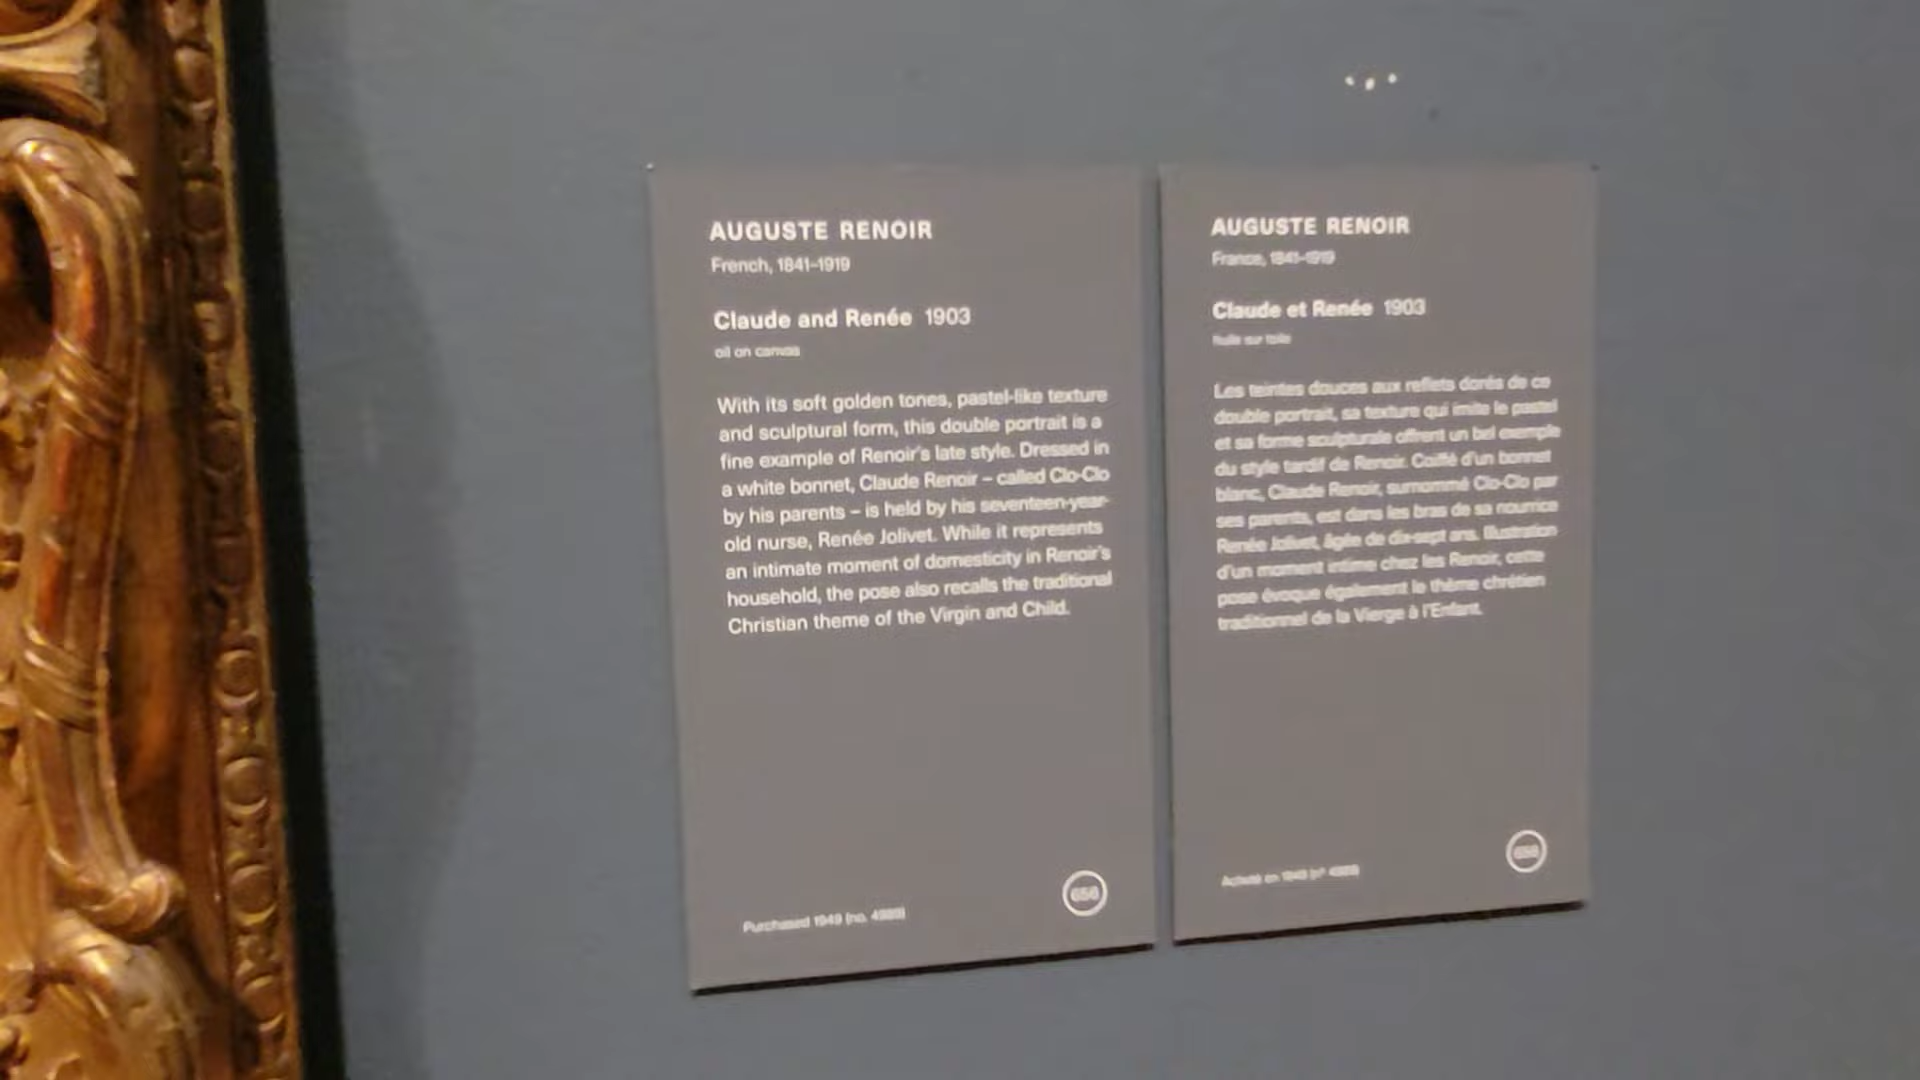 AUGUSTE RENOIR
French, 1841–1919
Claude and Renée 1903
oil on canvas
With its soft golden tones, pastel-like texture
and sculptural form, this double portrait is a
fine example of Renoir's late style. Dressed in
a white bonnet, Claude Renoir – called Clo-Clo
by his parents – is held by his seventeen-year-
old nurse, Renée Jolivet. While it represents
an intimate moment of domesticity in Renoir's
household, the pose also recalls the traditional
Christian theme of the Virgin and Child.
Purchased 1949 (no.
AUGUSTE RENOIR
France, 1841–1919
Claude et Renée 1903
huile sur toile
Les teintes douces aux reflets dorés de ce
double portrait, sa texture qui imite le pastel
et sa forme sculpturale offrent un bel exemple
du style tardif de Renoir. Coiffé d'un bonnet
blanc, Claude Renoir, surnommé Clo-Clo par
ses parents, est dans les bras de sa nourrice
Renée Jolivet, âgée de dix-sept ans. Illustration
d'un moment intime chez les Renoir, cette
pose évoque également le thème chrétien
traditionnel de la Vierge à l'Enfant.
en 1949 (nº